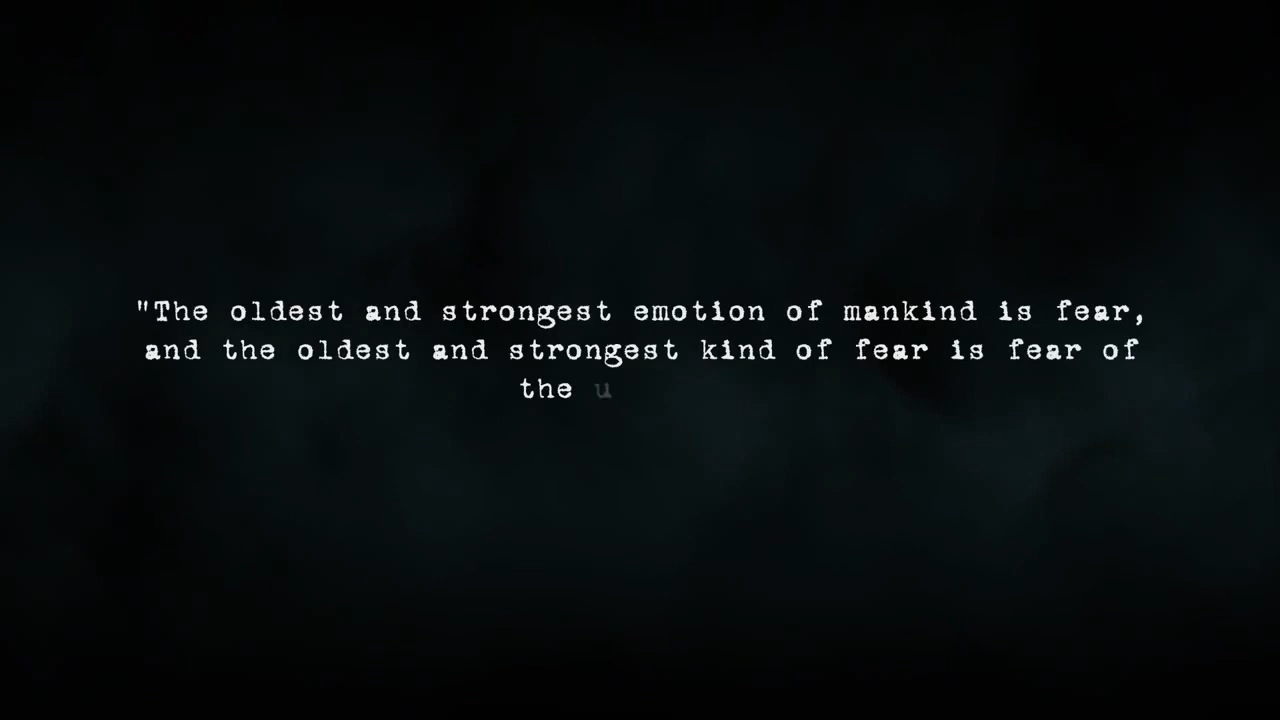 "The oldest and strongest emotion of mankind is fear,
and the oldest and strongest kind of fear is fear of
the u